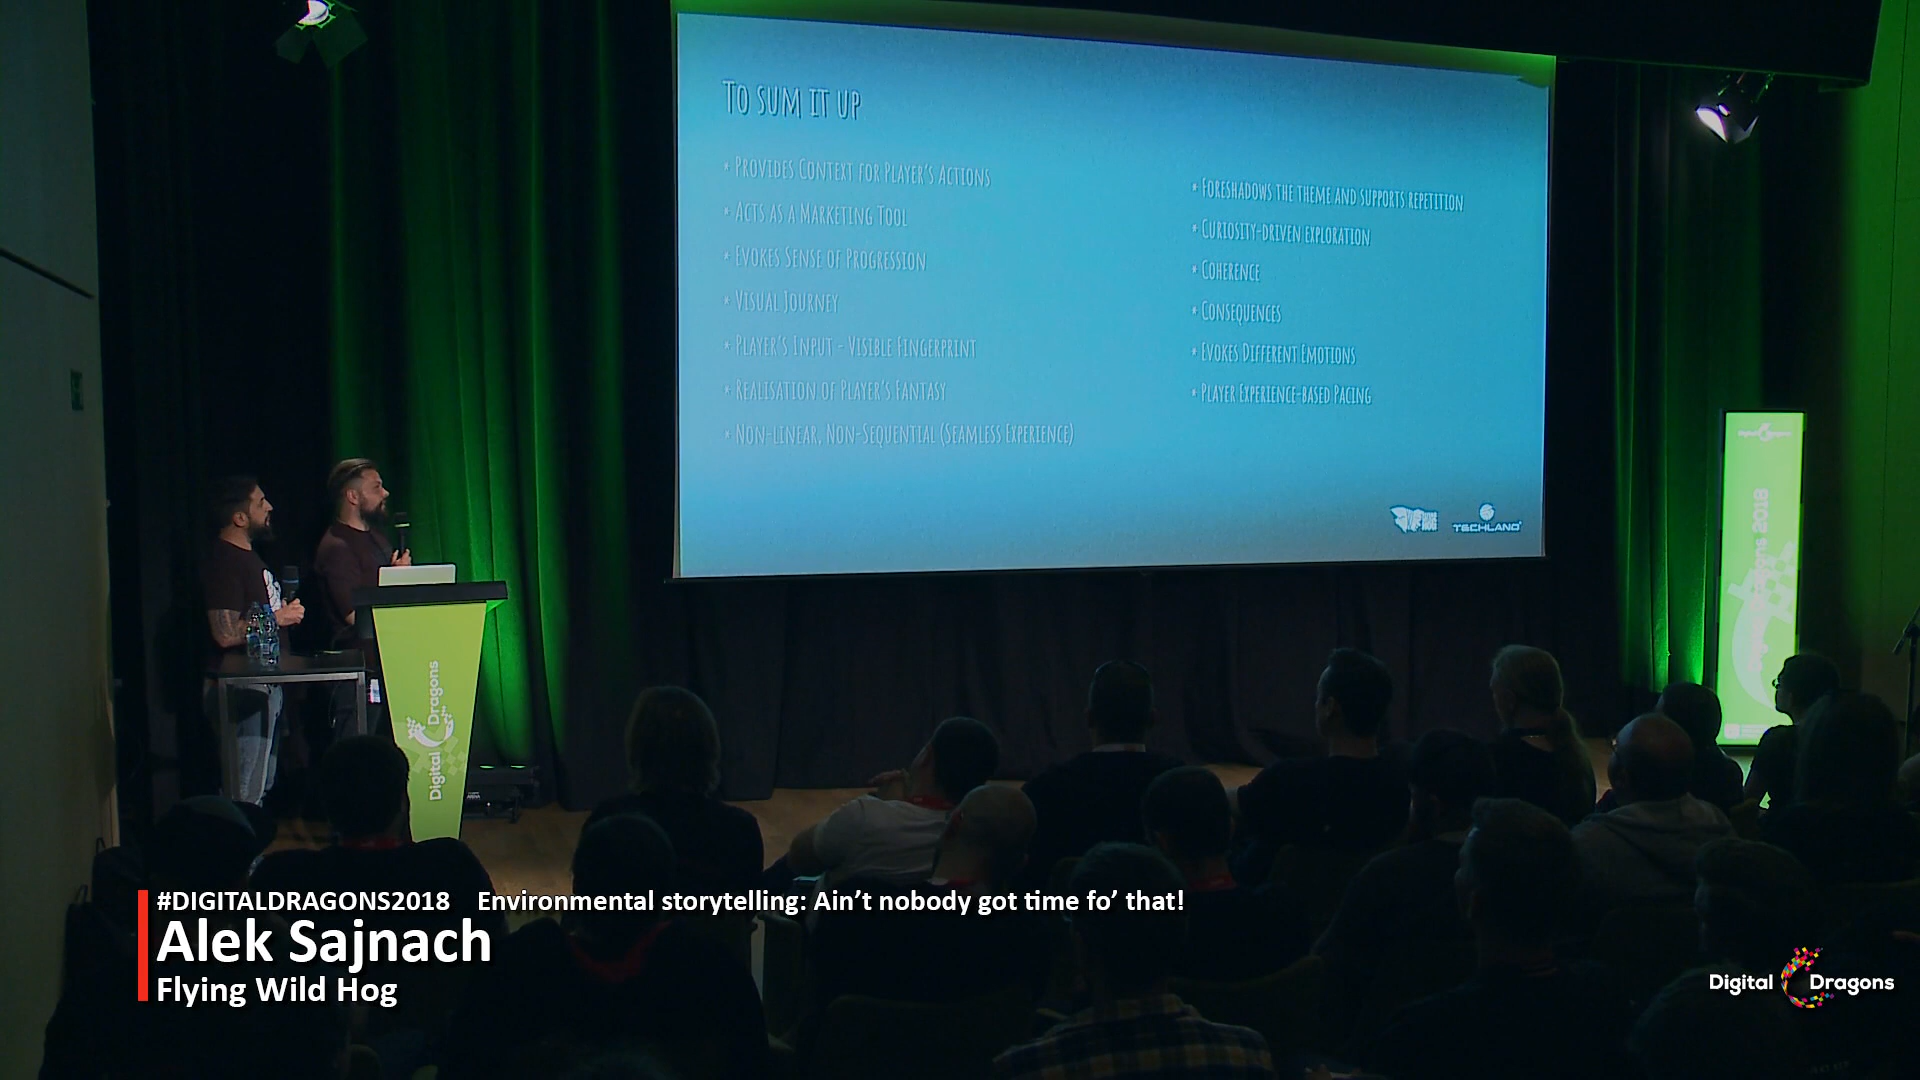 To sum it up
* Provides Context for Player's Actions
* Acts as a Marketing Tool
* Evokes Sense of Progression
* Visual Journey
* Player's Input - Visible Fingerprint
* Realisation of Player's Fantasy
* Non-linear, Non-Sequential (Seamless Experience)
* Foreshadows the theme and supports repetition
* Curiosity-driven exploration
* Coherence
* Consequences
* Evokes Different Emotions
* Player Experience-based Pacing
TECHLAND
Digital Dragons
#DIGITALDRAGONS2018 Environmental storytelling: Ain't nobody got time fo' that!
Alek Sajnach
Flying Wild Hog
Digital Dragons